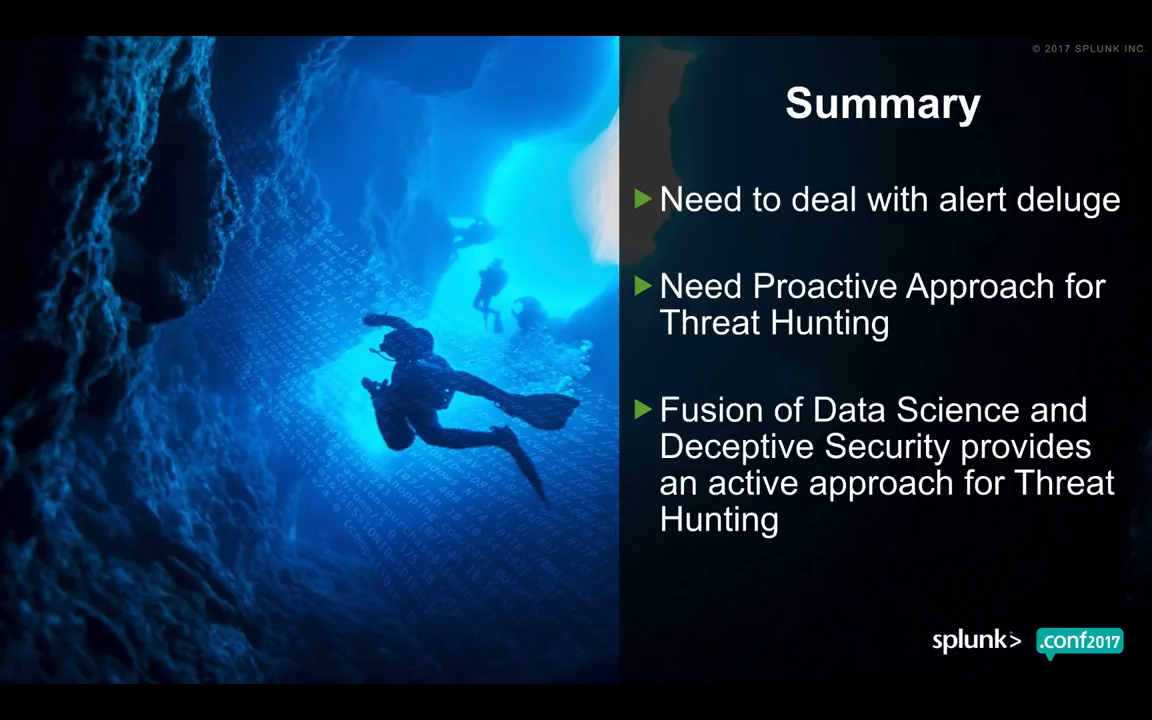 © 2017 SPLUNK INC.
Summary
Need to deal with alert deluge
Need Proactive Approach for
Threat Hunting
Fusion of Data Science and
Deceptive Security provides
an active approach for Threat
Hunting
splunk> .conf2017